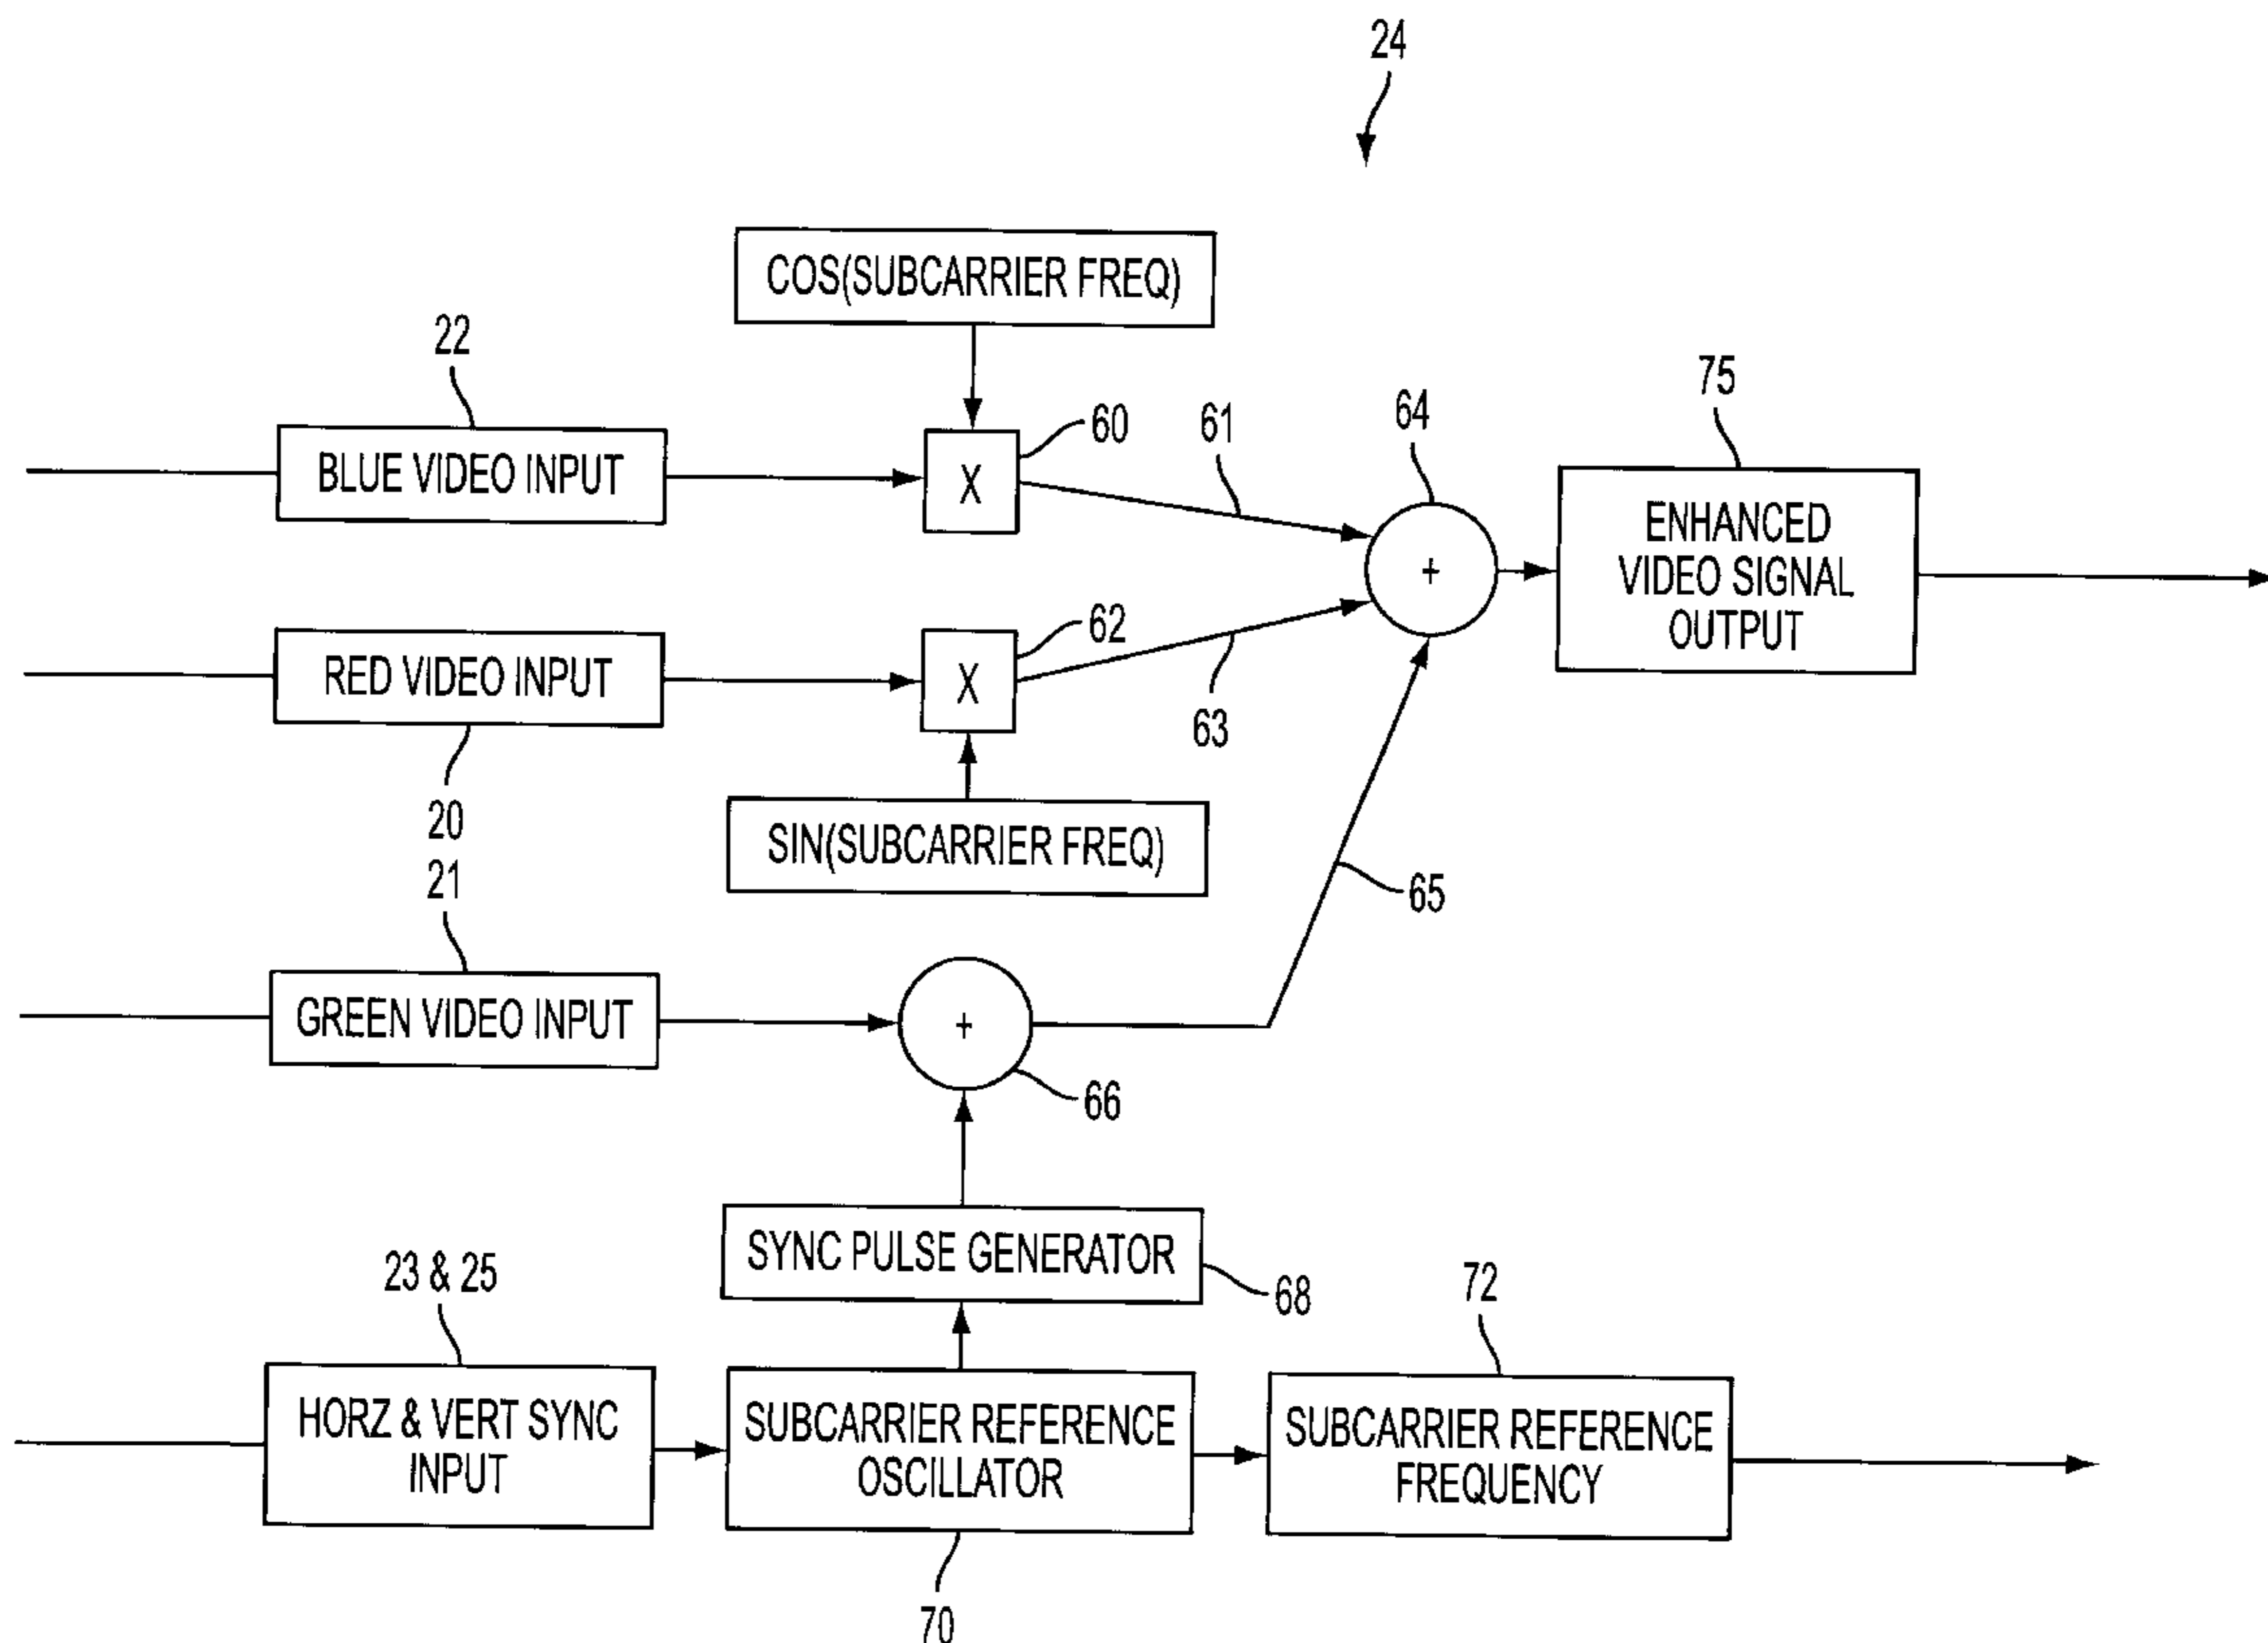 24
COS(SUBCARRIER FREQ)
22
BLUE VIDEO INPUT
X
60
61
64
+
75
ENHANCED
VIDEO SIGNAL
OUTPUT
RED VIDEO INPUT
20
X
62
63
SIN(SUBCARRIER FREQ)
65
21
GREEN VIDEO INPUT
+
66
SYNC PULSE GENERATOR
68
23 & 25
HORZ & VERT SYNC
INPUT
SUBCARRIER REFERENCE
OSCILLATOR
70
72
SUBCARRIER REFERENCE
FREQUENCY